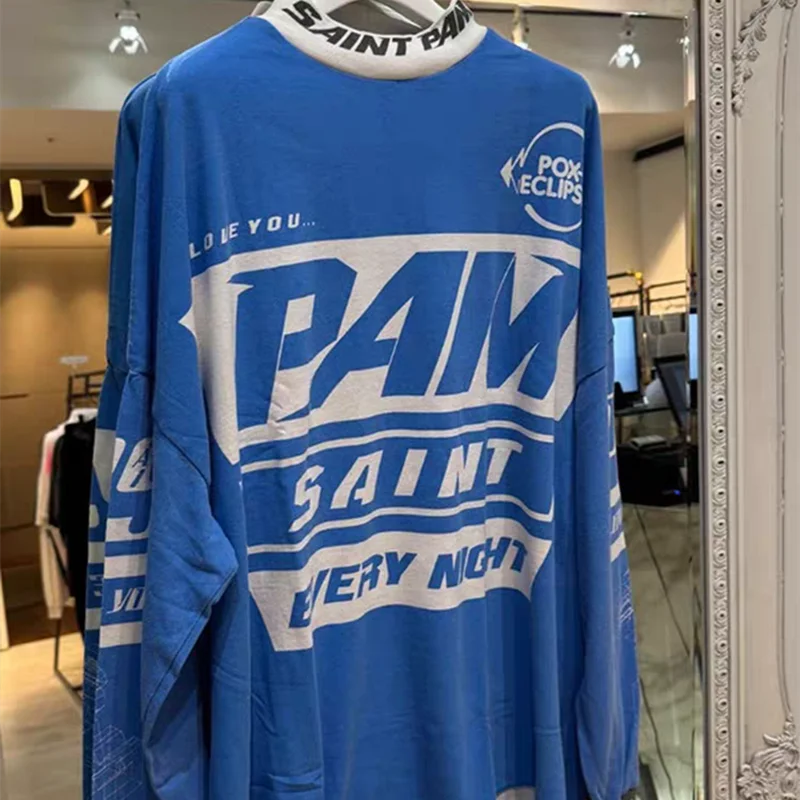 SAINT PAM
POX-
ECLIPS
LOVE YOU...
PAM
SAINT
EVERY NIGHT